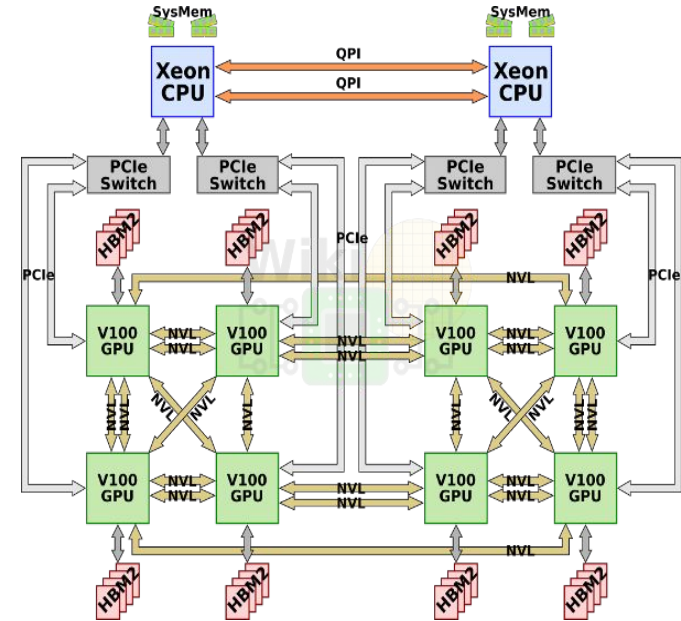 SysMem
SysMem
Xeon
CPU
QPI
QPI
Xeon
CPU
PCIe
Switch
PCIe
Switch
PCIe
Switch
PCIe
Switch
HBM2
HBM2
HBM2
HBM2
Wiki
PCIe
PCIe
PCIe
NVL
V100
GPU
NVL
NVL
V100
GPU
NVL
NVL
V100
GPU
NVL
NVL
V100
GPU
NVL
NVL
NVL
NVL
NVL
NVL
NVL
NVL
NVL
NVL
V100
GPU
NVL
NVL
V100
GPU
NVL
NVL
V100
GPU
NVL
NVL
V100
GPU
NVL
HBM2
HBM2
HBM2
HBM2